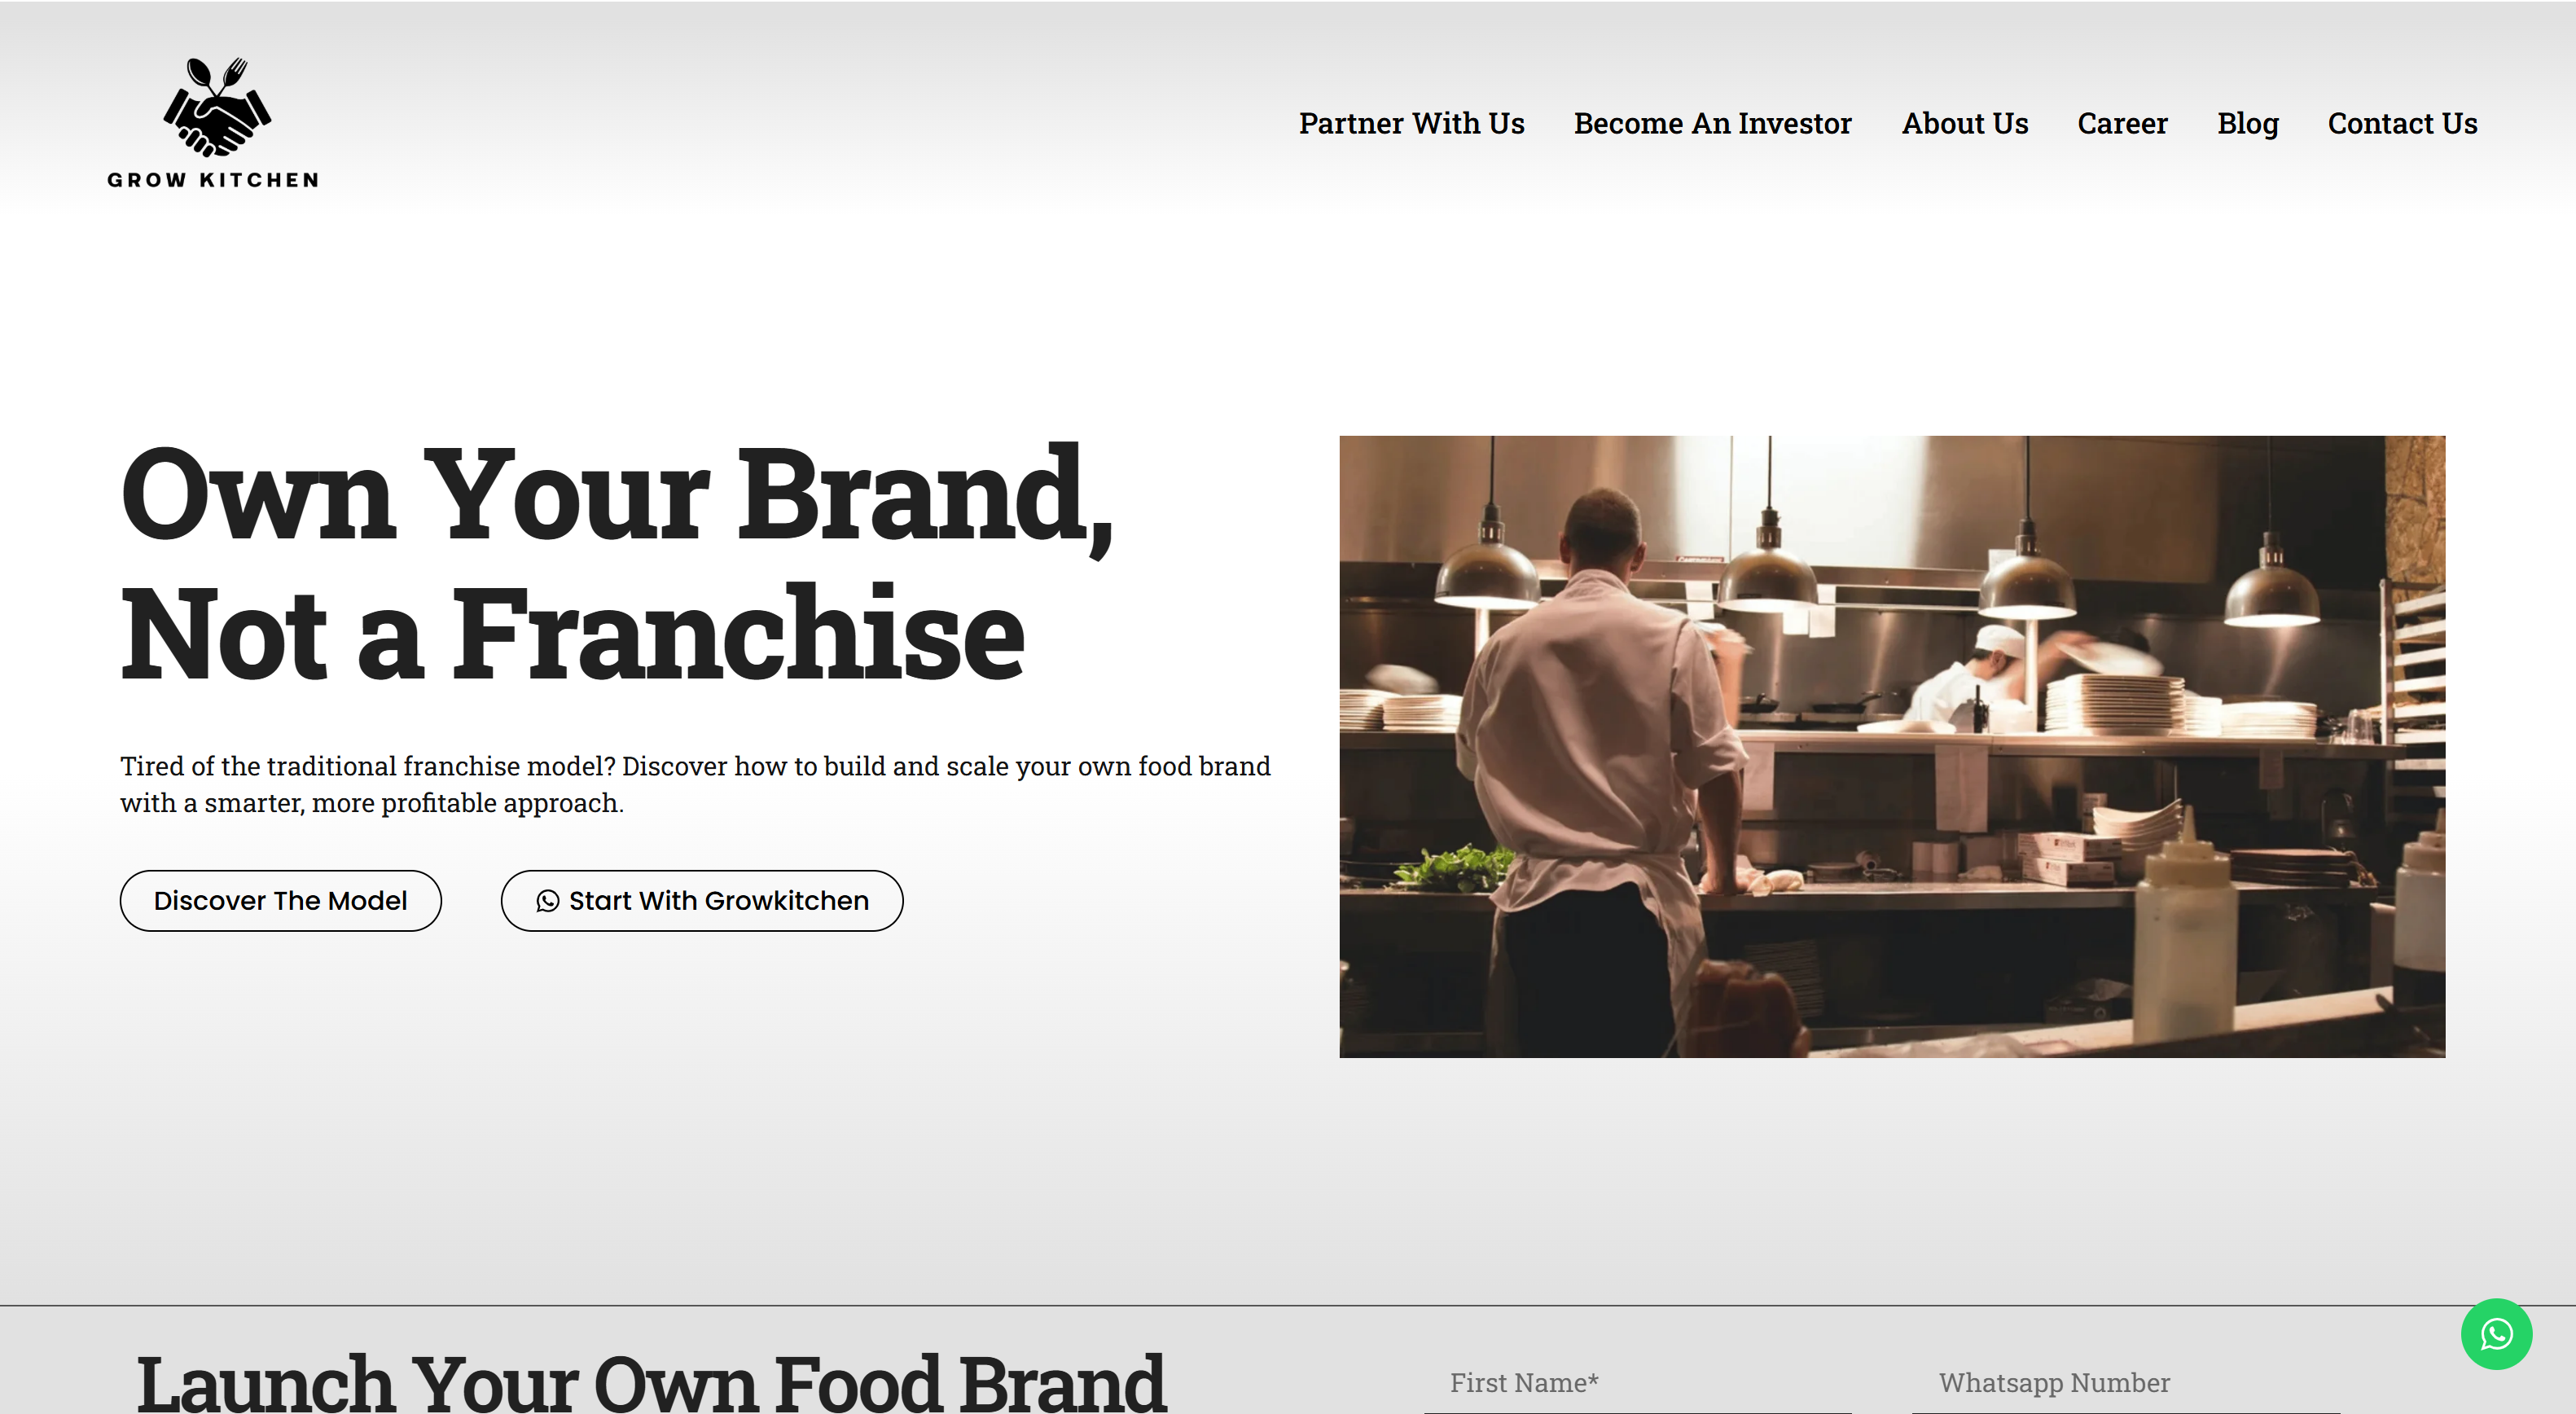 GROW KITCHEN
Partner With Us
Become An Investor
About Us
Career
Blog
Contact Us
Own Your Brand,
Not a Franchise
Tired of the traditional franchise model? Discover how to build and scale your own food brand
with a smarter, more profitable approach.
Discover The Model
Start With Growkitchen
Launch Your Own Food Brand
First Name*
Whatsapp Number